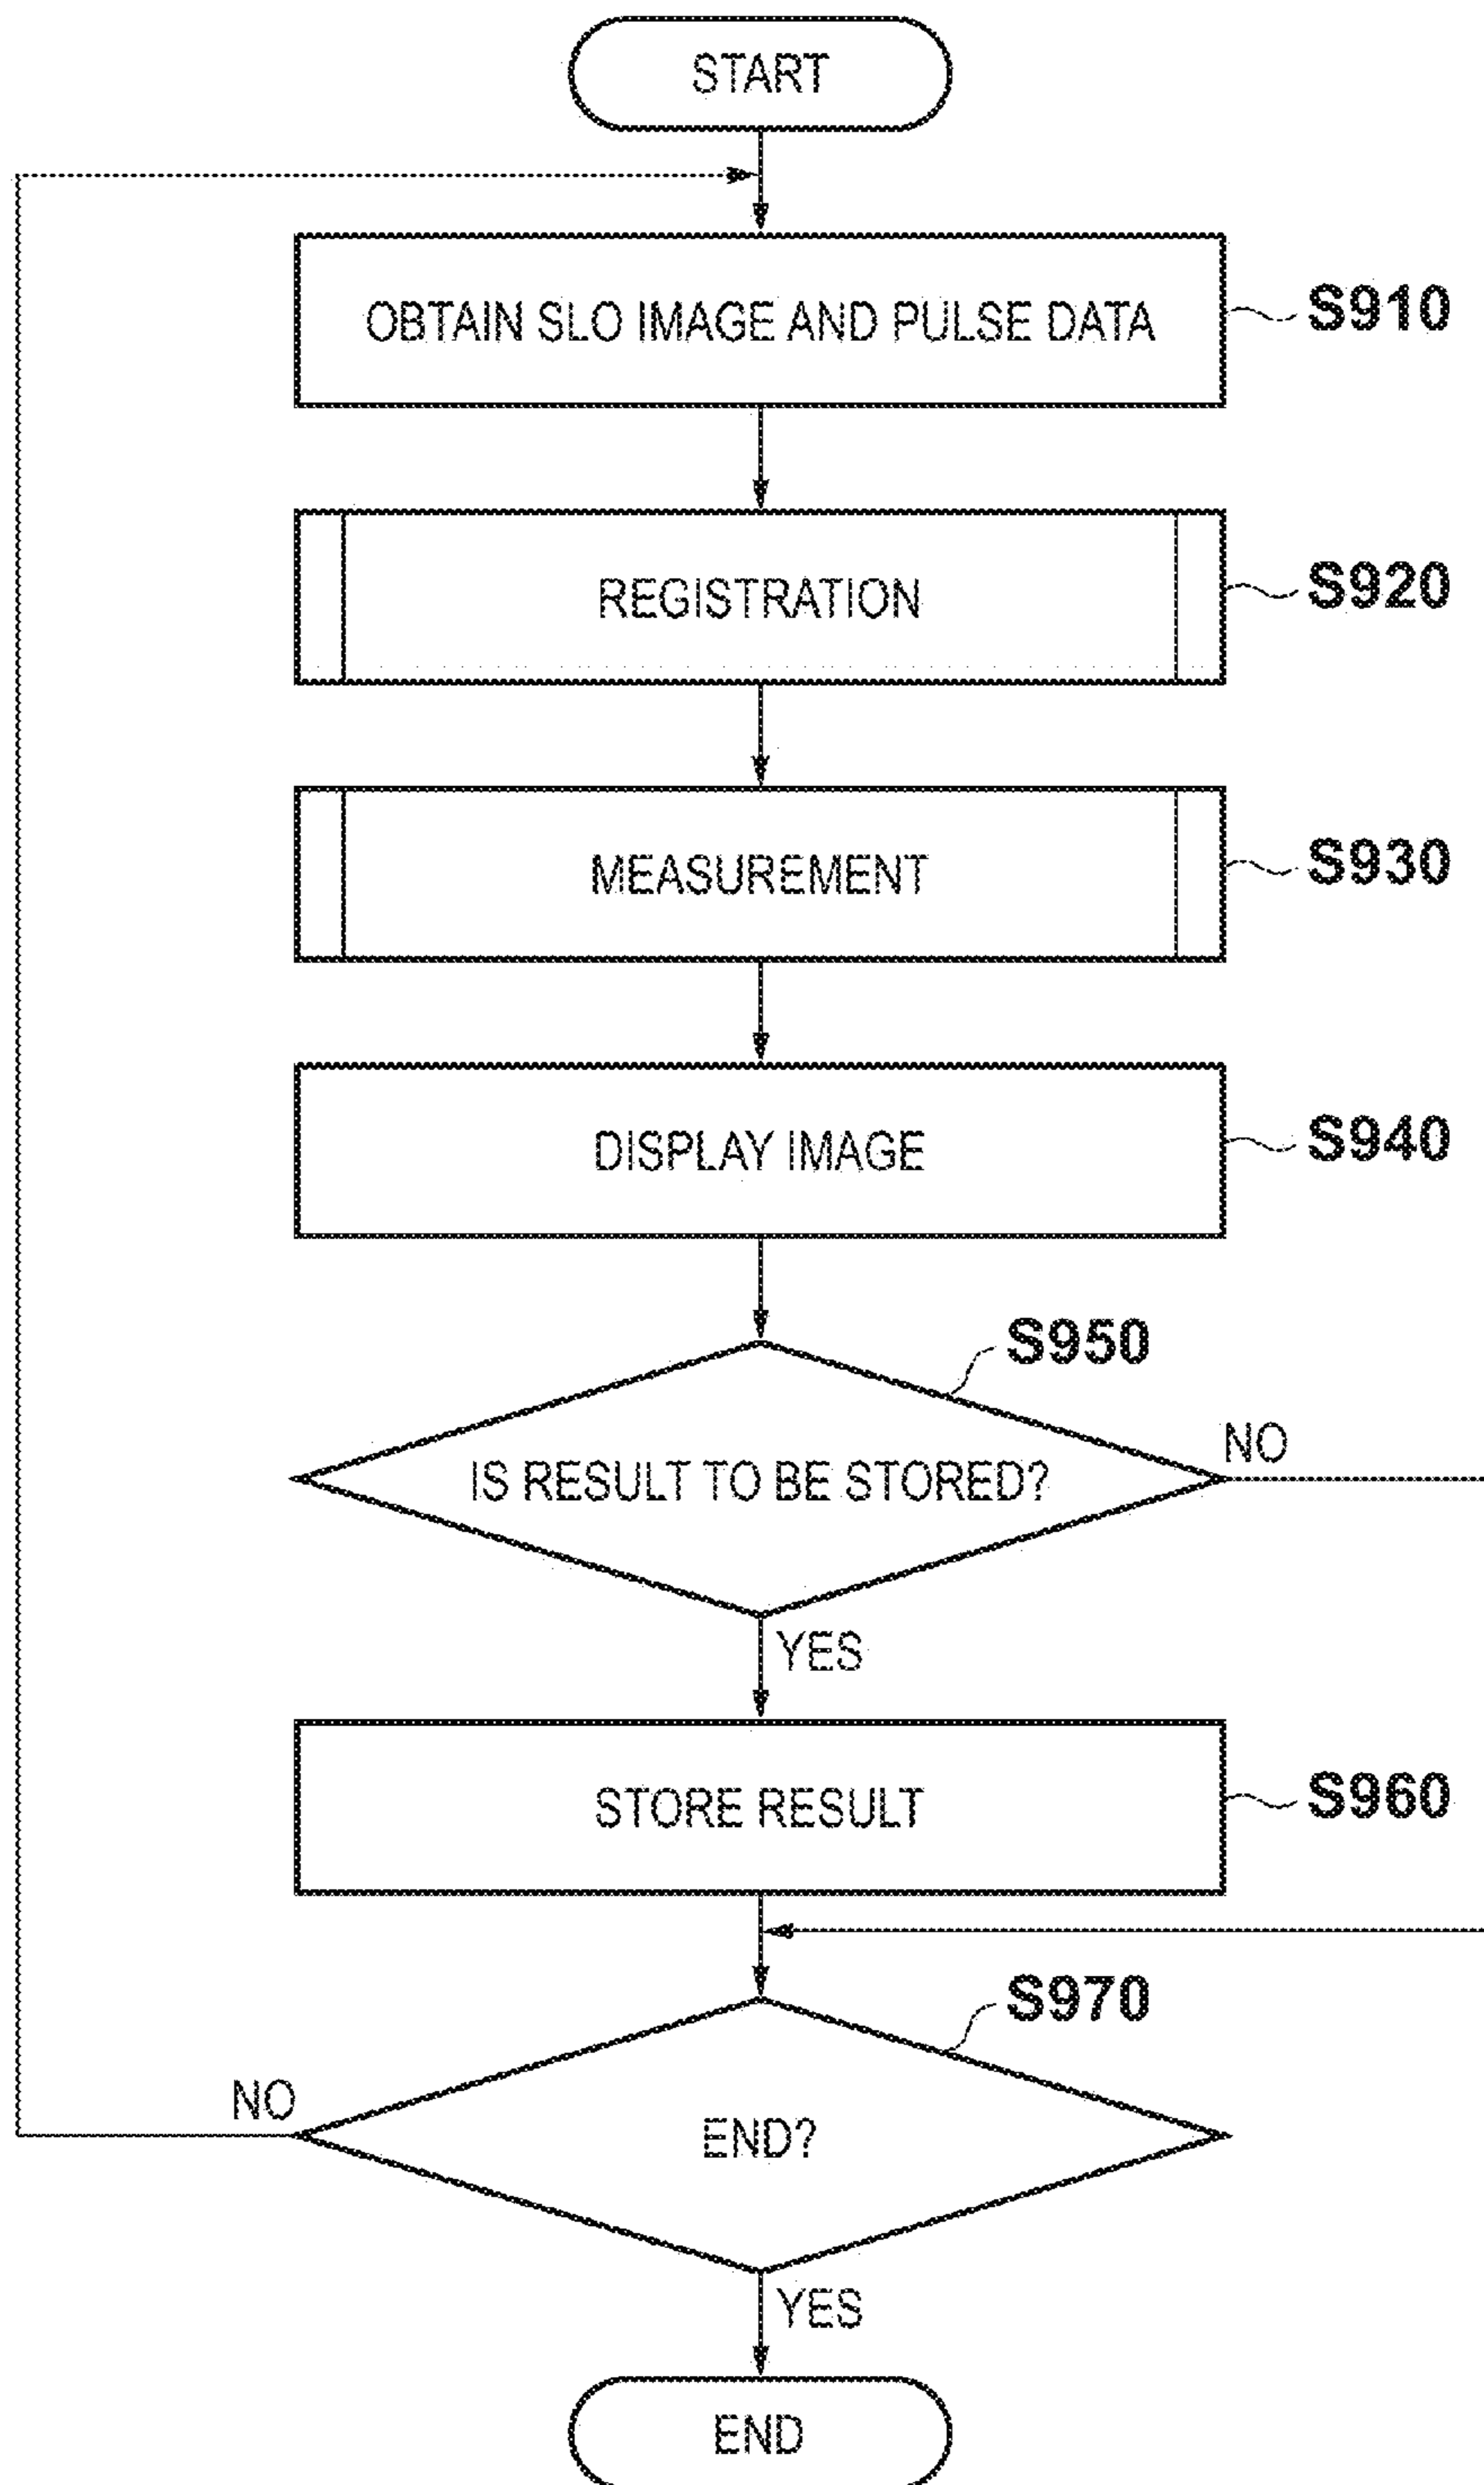 START
OBTAIN SLO IMAGE AND PULSE DATA
S910
REGISTRATION
S920
MEASUREMENT
S930
DISPLAY IMAGE
S940
S950
IS RESULT TO BE STORED?
NO
YES
STORE RESULT
S960
S970
NO
END?
YES
END